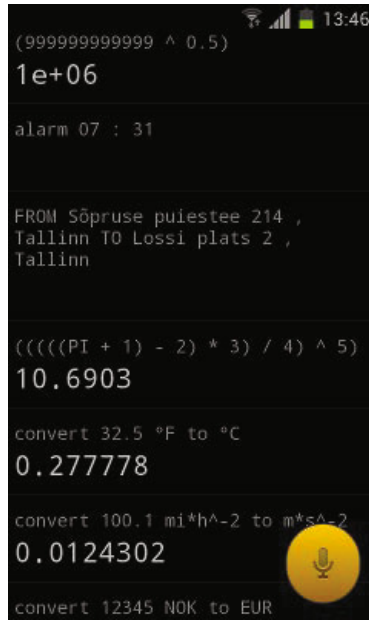 13:46
(999999999999 ^ 0.5)
1e+06
alarm 07 : 31
FROM Sõpruse puiestee 214 ,
Tallinn TO Lossi plats 2 ,
Tallinn
(((((PI + 1) - 2) * 3) / 4) ^ 5)
10.6903
convert 32.5 °F to °C
0.277778
convert 100.1 mi*h^-2 to m*s^-2
0.0124302
convert 12345 NOK to EUR